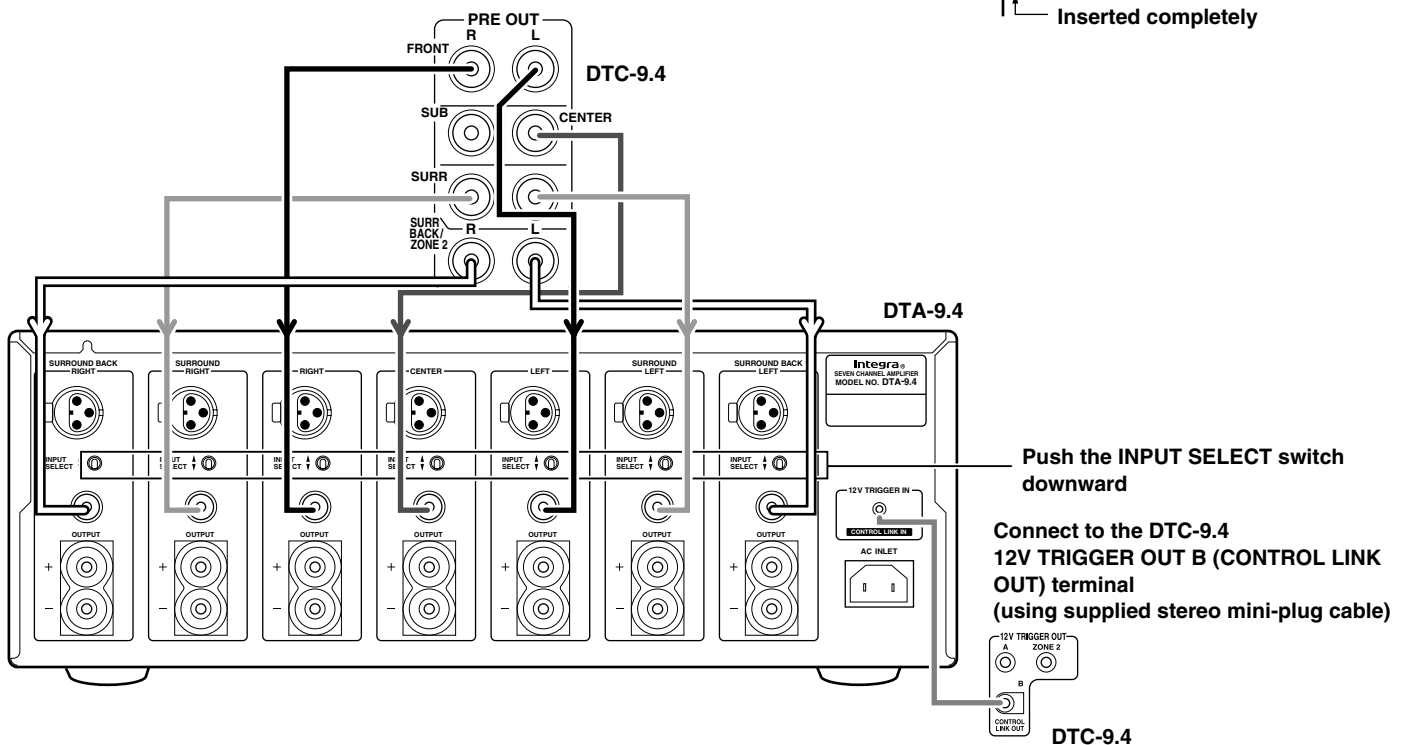 Inserted completely
PRE OUT
R L
FRONT
DTC-9.4
SUB
CENTER
SURR
SURR
BACK/
ZONE 2
R L
DTA-9.4
SURROUND BACK
RIGHT
SURROUND
RIGHT
RIGHT
CENTER
LEFT
SURROUND
LEFT
SURROUND BACK
LEFT
Integra®
SEVEN CHANNEL AMPLIFIER
MODEL NO. DTA-9.4
INPUT
SELECT
INPUT
SELECT
INPUT
SELECT
INPUT
SELECT
INPUT
SELECT
INPUT
SELECT
INPUT
SELECT
Push the INPUT SELECT switch
downward
12V TRIGGER IN
CONTROL LINK IN
AC INLET
OUTPUT OUTPUT OUTPUT OUTPUT OUTPUT OUTPUT OUTPUT
+ + + + + + +
− − − − − − −
Connect to the DTC-9.4
12V TRIGGER OUT B (CONTROL LINK
OUT) terminal
(using supplied stereo mini-plug cable)
12V TRIGGER OUT
A ZONE 2
B
CONTROL
LINK OUT
DTC-9.4